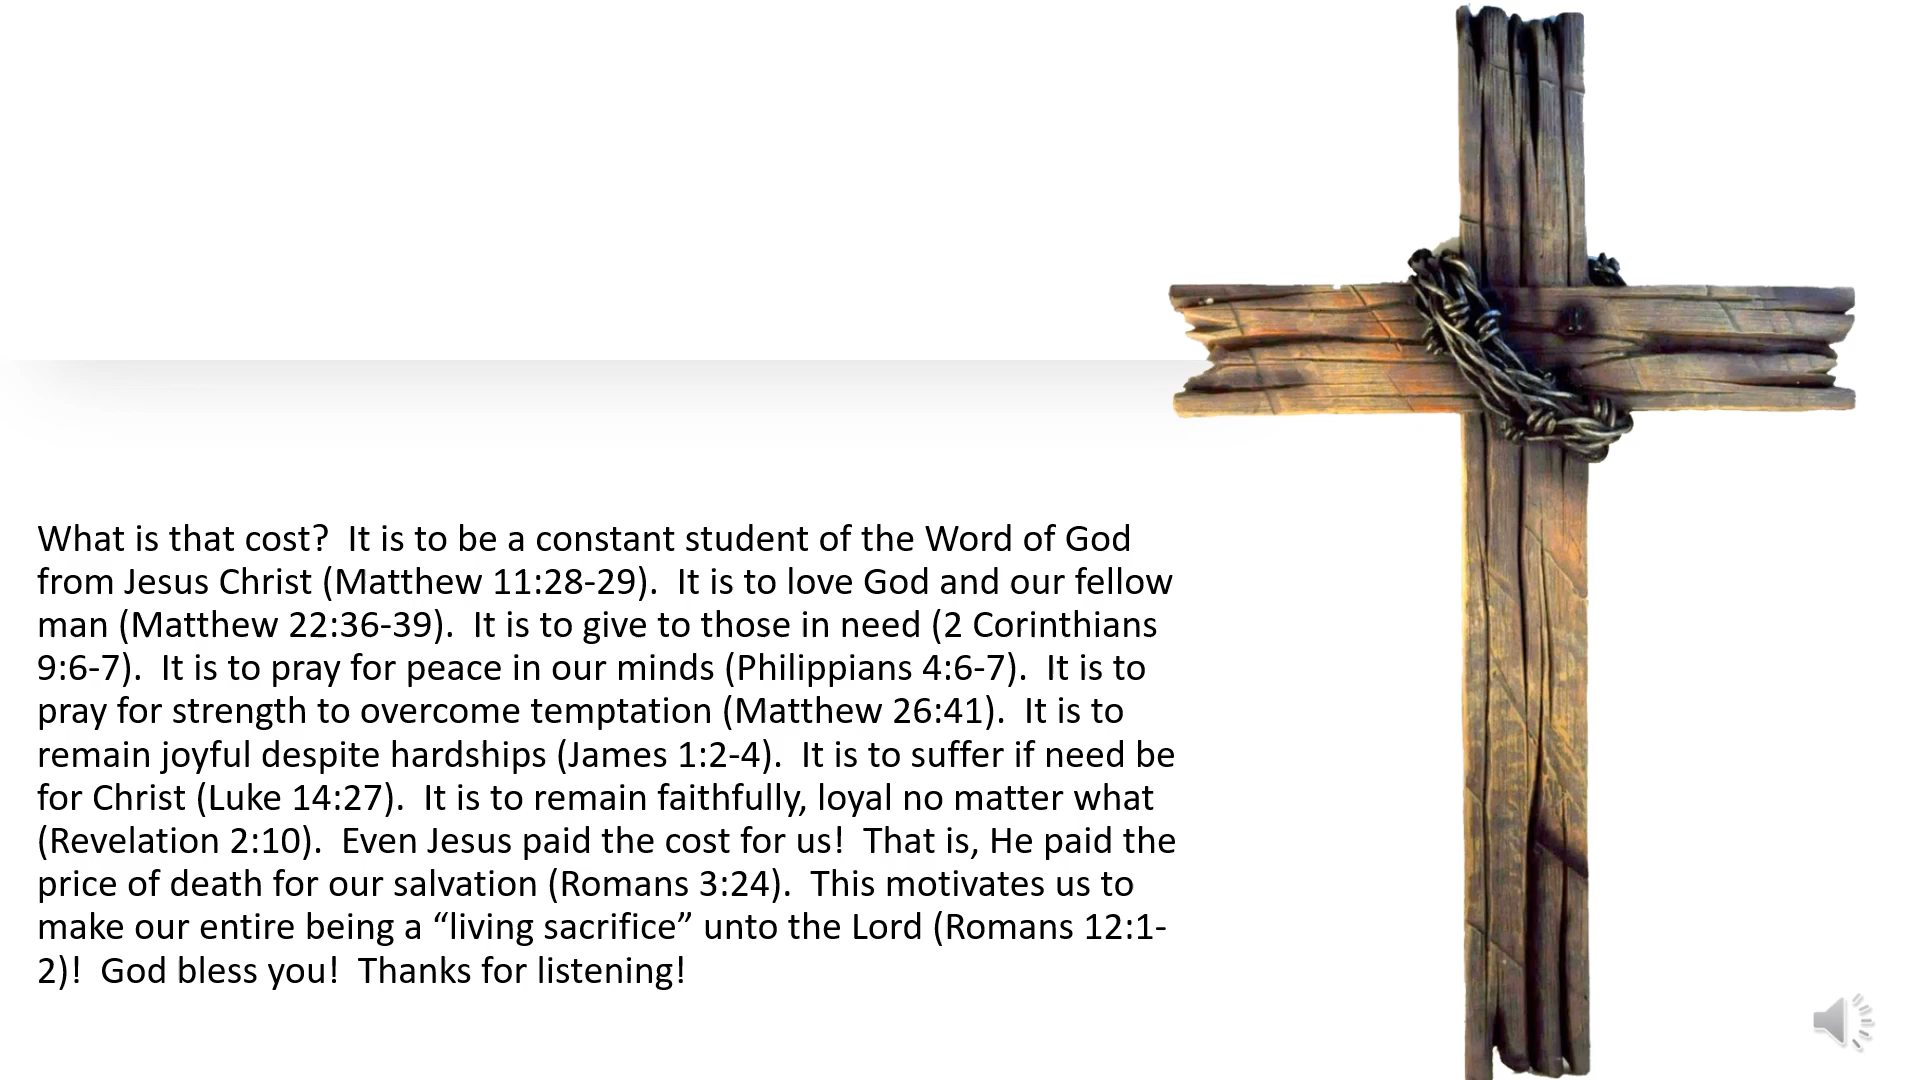 What is that cost?  It is to be a constant student of the Word of God
from Jesus Christ (Matthew 11:28-29).  It is to love God and our fellow
man (Matthew 22:36-39).  It is to give to those in need (2 Corinthians
9:6-7).  It is to pray for peace in our minds (Philippians 4:6-7).  It is to
pray for strength to overcome temptation (Matthew 26:41).  It is to
remain joyful despite hardships (James 1:2-4).  It is to suffer if need be
for Christ (Luke 14:27).  It is to remain faithfully, loyal no matter what
(Revelation 2:10).  Even Jesus paid the cost for us!  That is, He paid the
price of death for our salvation (Romans 3:24).  This motivates us to
make our entire being a “living sacrifice” unto the Lord (Romans 12:1-
2)!  God bless you!  Thanks for listening!